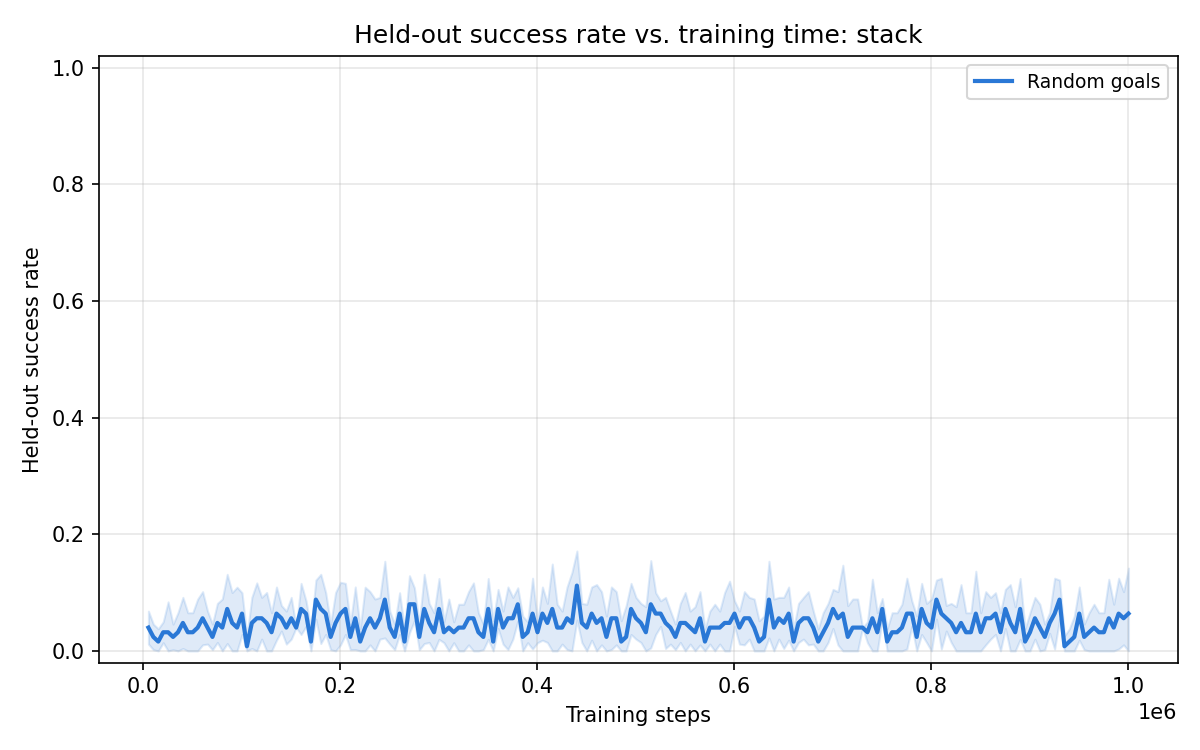 Held-out success rate vs. training time: stack
Random goals
Held-out success rate
1.0
0.8
0.6
0.4
0.2
0.0
0.0 0.2 0.4 0.6 0.8 1.0
1e6
Training steps